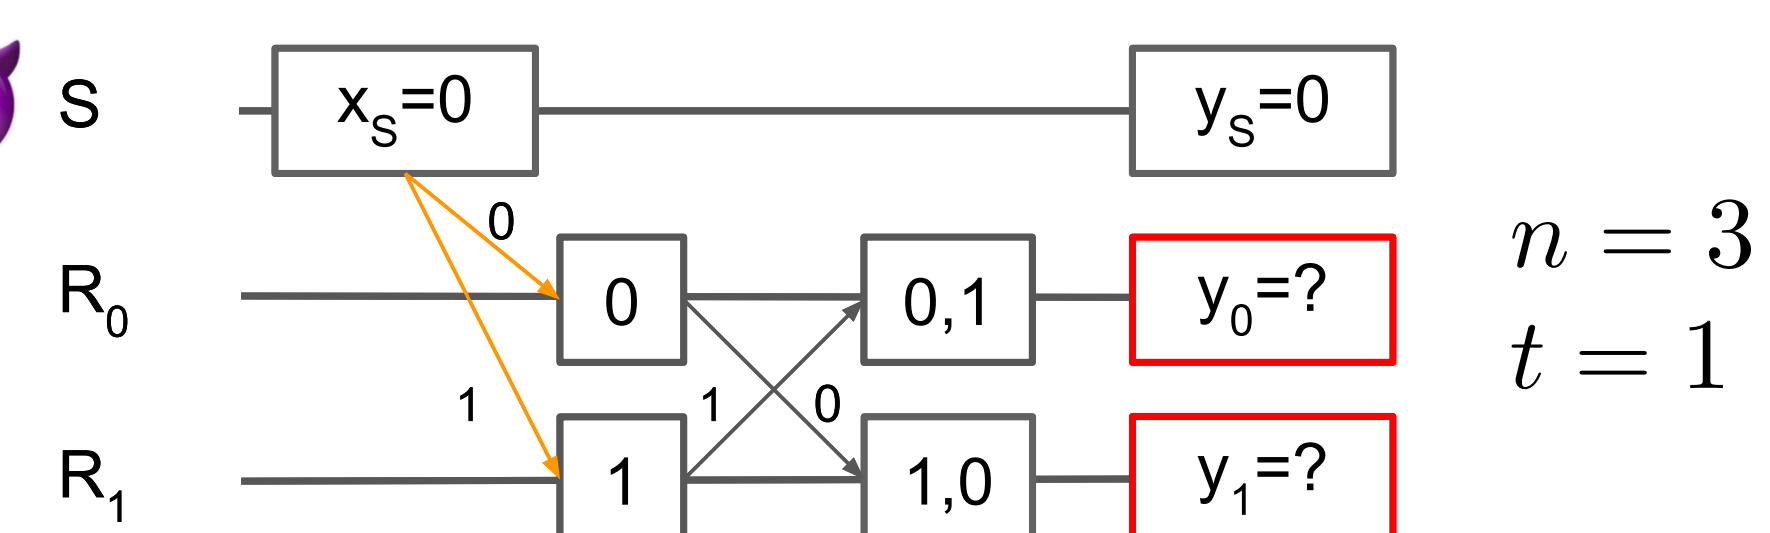 S
x_S=0
y_S=0
0
R_0
0
0,1
y_0=?
n = 3
1
1
0
t = 1
R_1
1
1,0
y_1=?